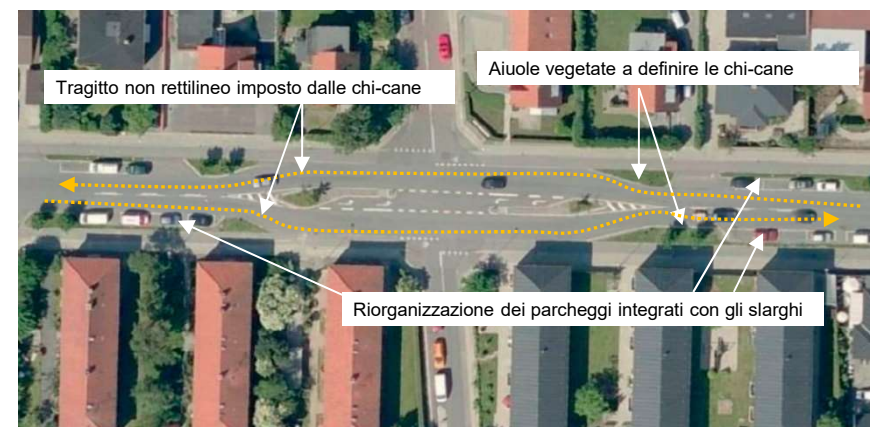 Aiuole vegetate a definire le chi-cane
Tragitto non rettilineo imposto dalle chi-cane
Riorganizzazione dei parcheggi integrati con gli slarghi